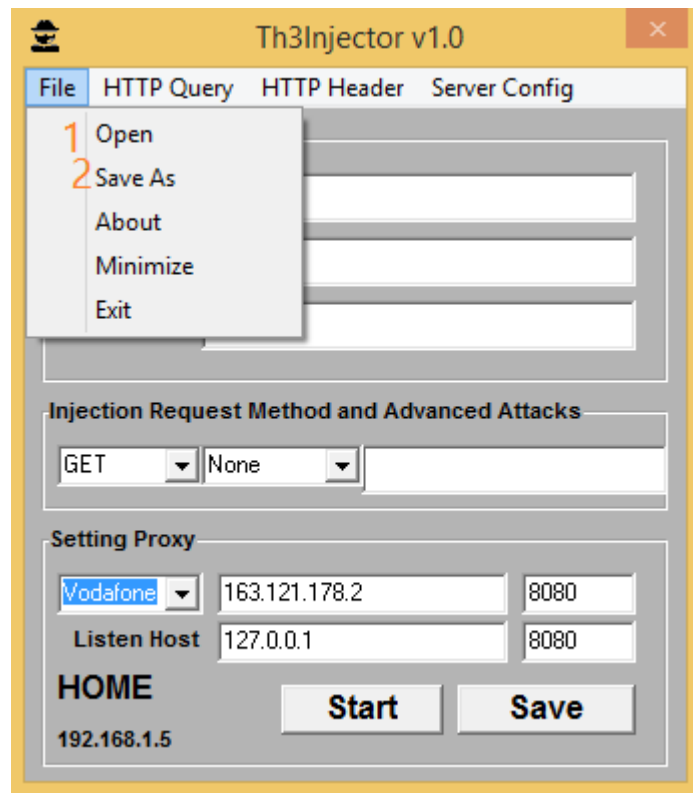 Th3Injector v1.0
File HTTP Query HTTP Header Server Config
1 Open
2 Save As
About
Minimize
Exit
Injection Request Method and Advanced Attacks
GET None
Setting Proxy
Vodafone 163.121.178.2 8080
Listen Host 127.0.0.1 8080
HOME
Start Save
192.168.1.5